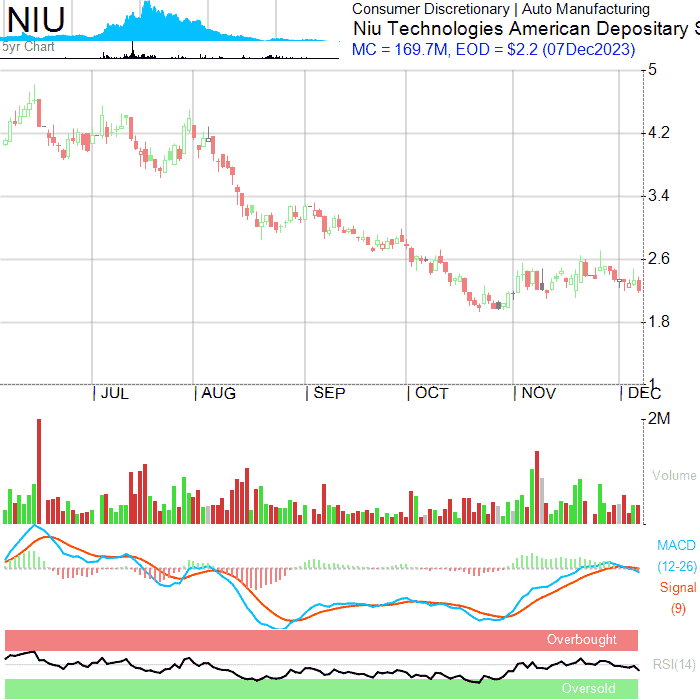 NIU
5yr Chart
Consumer Discretionary | Auto Manufacturing
Niu Technologies American Depositary S
MC = 169.7M, EOD = $2.2 (07Dec2023)
5
4.2
3.4
2.6
1.8
1
JUL AUG SEP OCT NOV DEC
2M
Volume
MACD
(12-26)
Signal
(9)
Overbought
RSI(14)
Oversold